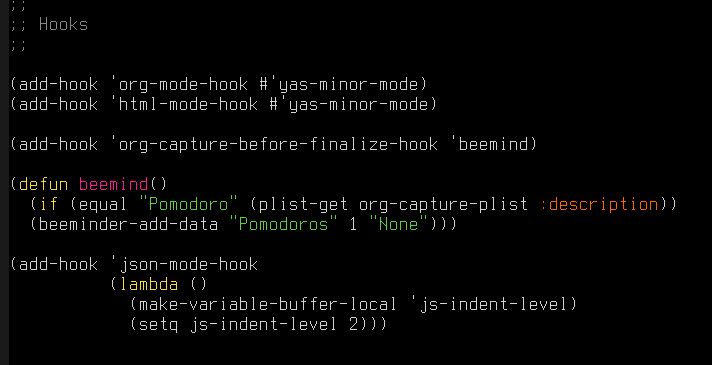 ;;
;; Hooks
;;
(add-hook 'org-mode-hook #'yas-minor-mode)
(add-hook 'html-mode-hook #'yas-minor-mode)
(add-hook 'org-capture-before-finalize-hook 'beemind)
(defun beemind()
  (if (equal "Pomodoro" (plist-get org-capture-plist :description))
  (beeminder-add-data "Pomodoros" 1 "None")))
(add-hook 'json-mode-hook
          (lambda ()
            (make-variable-buffer-local 'js-indent-level)
            (setq js-indent-level 2)))